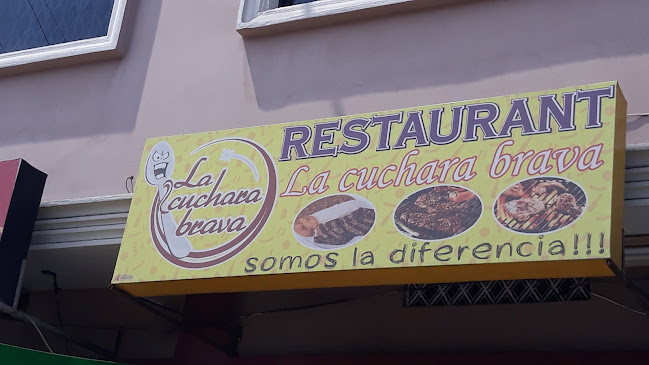 La
cuchara
brava
RESTAURANT
La cuchara brava
somos la diferencia!!!